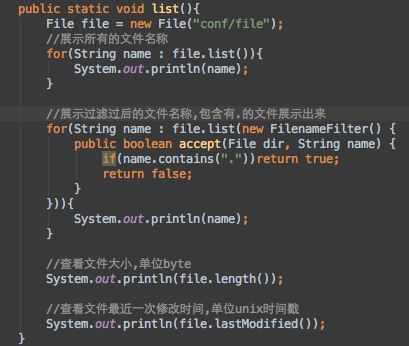 public static void list(){
File file = new File("conf/file");
//展示所有的文件名称
for(String name : file.list()){
System.out.println(name);
}
//展示过滤过后的文件名称,包含有.的文件展示出来
for(String name : file.list(new FilenameFilter() {
public boolean accept(File dir, String name) {
if(name.contains("."))return true;
return false;
}
})){
System.out.println(name);
}
//查看文件大小,单位byte
System.out.println(file.length());
//查看文件最近一次修改时间,单位unix时间戳
System.out.println(file.lastModified());
}